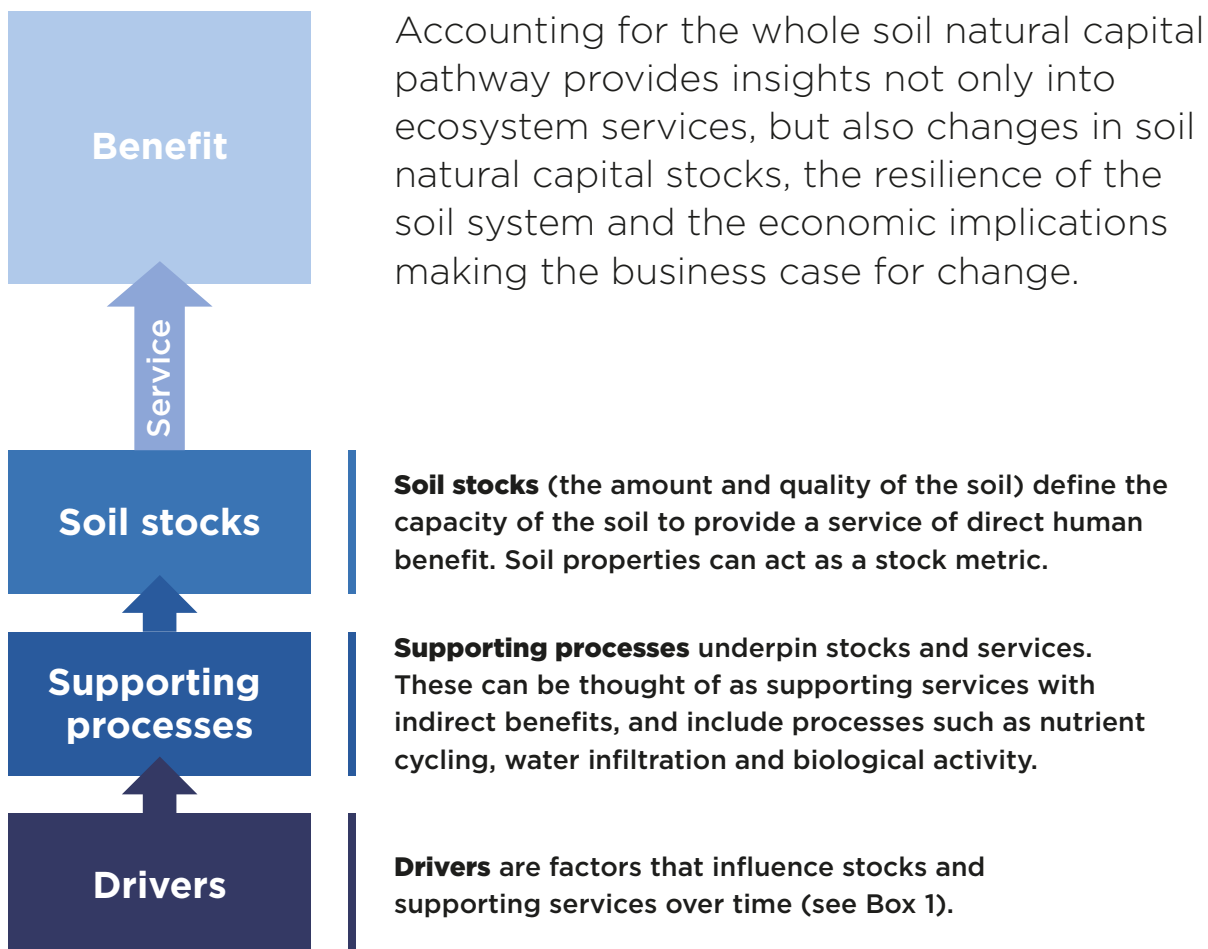 Accounting for the whole soil natural capital
pathway provides insights not only into
ecosystem services, but also changes in soil
natural capital stocks, the resilience of the
soil system and the economic implications
making the business case for change.
Benefit
Service
Soil stocks
Soil stocks (the amount and quality of the soil) define the
capacity of the soil to provide a service of direct human
benefit. Soil properties can act as a stock metric.
Supporting
processes
Supporting processes underpin stocks and services.
These can be thought of as supporting services with
indirect benefits, and include processes such as nutrient
cycling, water infiltration and biological activity.
Drivers
Drivers are factors that influence stocks and
supporting services over time (see Box 1).